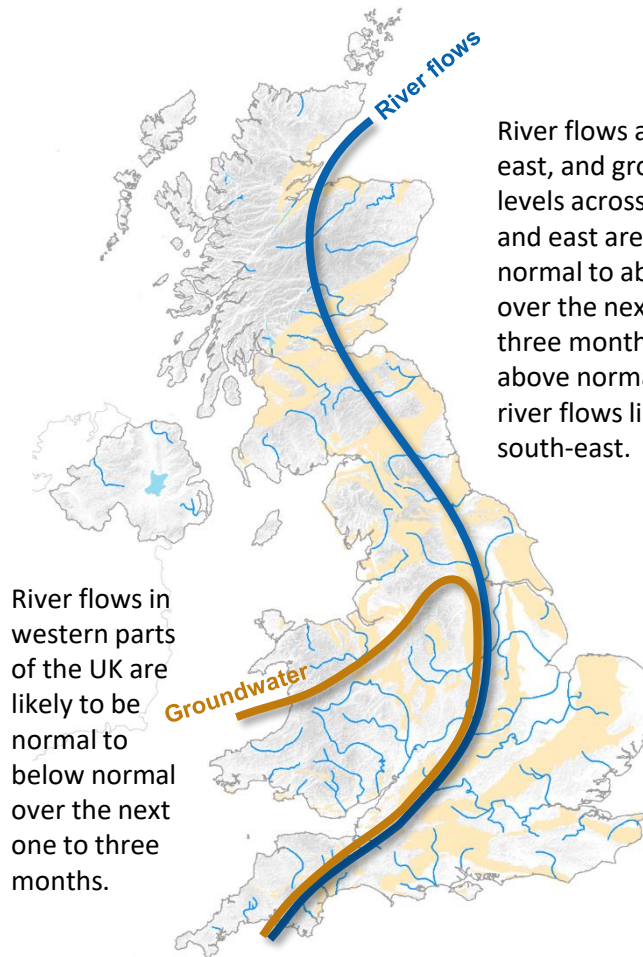 River flows
River flows a
east, and gro
levels across
and east are
normal to ab
over the nex
three month
above norma
river flows li
south-east.
River flows in
western parts
of the UK are
likely to be
normal to
below normal
over the next
one to three
months.
Groundwater